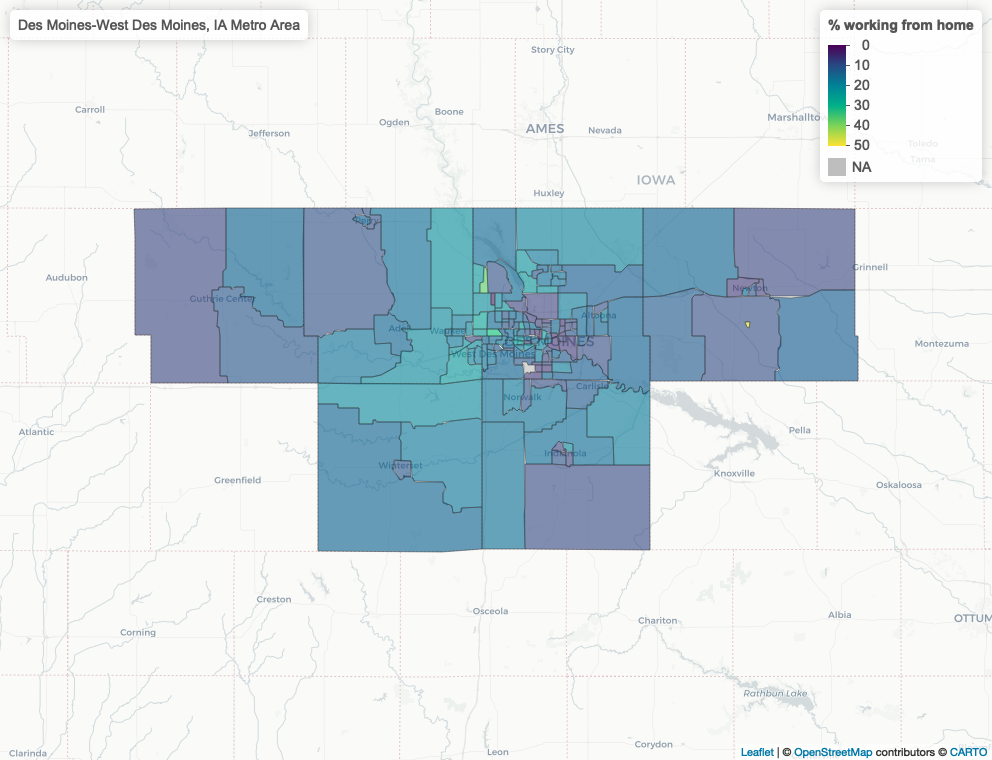 Des Moines-West Des Moines, IA Metro Area
% working from home
0
10
20
30
40
50
NA
Story City
Carroll
Boone
Ogden
Jefferson
AMES
Nevada
Marshallto
Toledo
Tama
IOWA
Huxley
Perry
Audubon
Grinnell
Guthrie Center
Newton
Adel
Waukee
Altoona
DES MOINES
West Des Moines
Montezuma
Carlisle
Norwalk
Atlantic
Pella
Indianola
Winterset
Knoxville
Greenfield
Oskaloosa
Creston
Osceola
Chariton
Albia
OTTUM
Corning
Rathbun Lake
Clarinda
Leon
Corydon
Leaflet | © OpenStreetMap contributors © CARTO